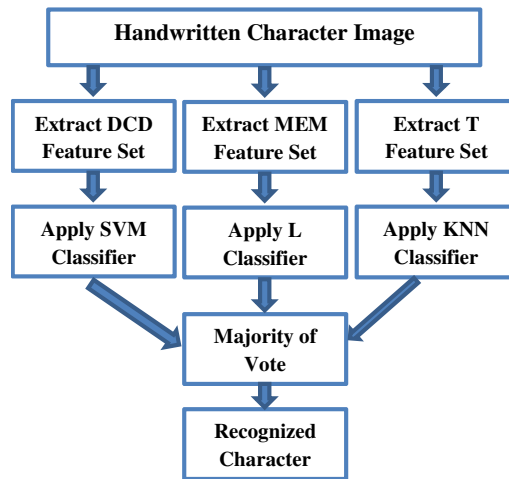 Handwritten Character Image
Extract DCD
Feature Set
Extract MEM
Feature Set
Extract T
Feature Set
Apply SVM
Classifier
Apply L
Classifier
Apply KNN
Classifier
Majority of
Vote
Recognized
Character